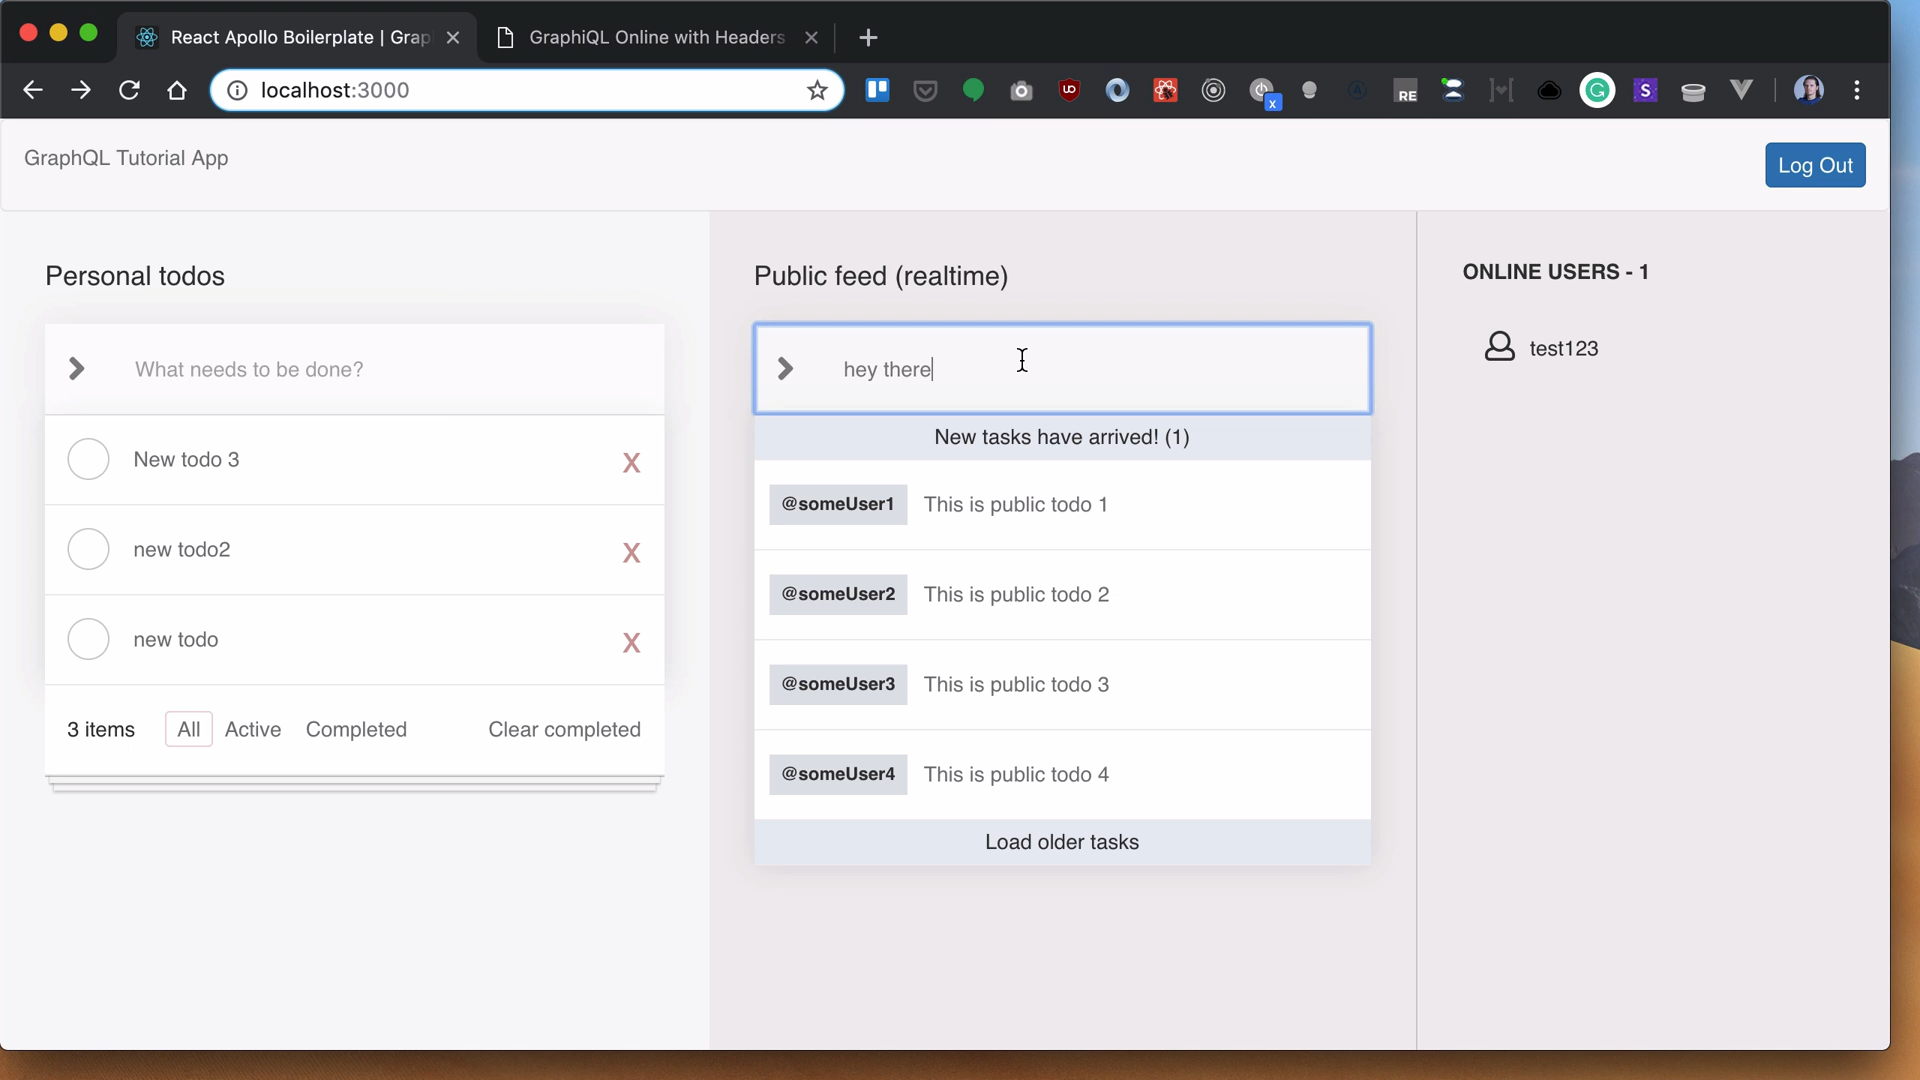 React Apollo Boilerplate | Grap
GraphiQL Online with Headers
localhost:3000
GraphQL Tutorial App
Log Out
Personal todos
What needs to be done?
New todo 3
X
new todo2
X
new todo
X
3 items
All
Active
Completed
Clear completed
Public feed (realtime)
hey there
New tasks have arrived! (1)
@someUser1 This is public todo 1
@someUser2 This is public todo 2
@someUser3 This is public todo 3
@someUser4 This is public todo 4
Load older tasks
ONLINE USERS - 1
test123